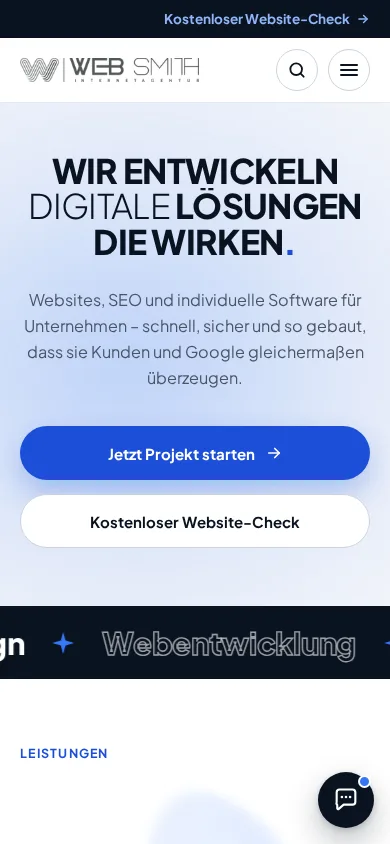 Kostenloser Website-Check →
WEB SMITH
INTERNETAGENTUR
WIR ENTWICKELN
DIGITALE LÖSUNGEN
DIE WIRKEN.
Websites, SEO und individuelle Software für
Unternehmen – schnell, sicher und so gebaut,
dass sie Kunden und Google gleichermaßen
überzeugen.
Jetzt Projekt starten →
Kostenloser Website-Check
gn Webentwicklung
LEISTUNGEN